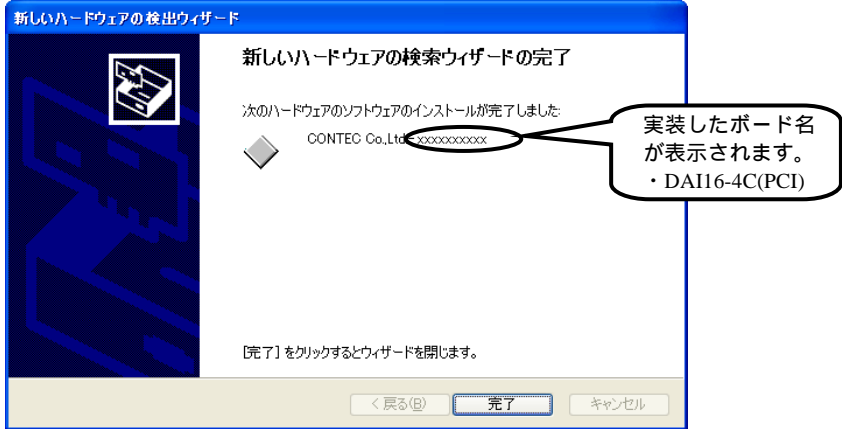 新しいハードウェアの検出ウィザード
新しいハードウェアの検索ウィザードの完了
次のハードウェアのソフトウェアのインストールが完了しました:
CONTEC Co.,Ltd xxxxxxxxxx
実装したボード名
が表示されます。
・DAI16-4C(PCI)
[完了] をクリックするとウィザードを閉じます。
< 戻る(B)
完了
キャンセル